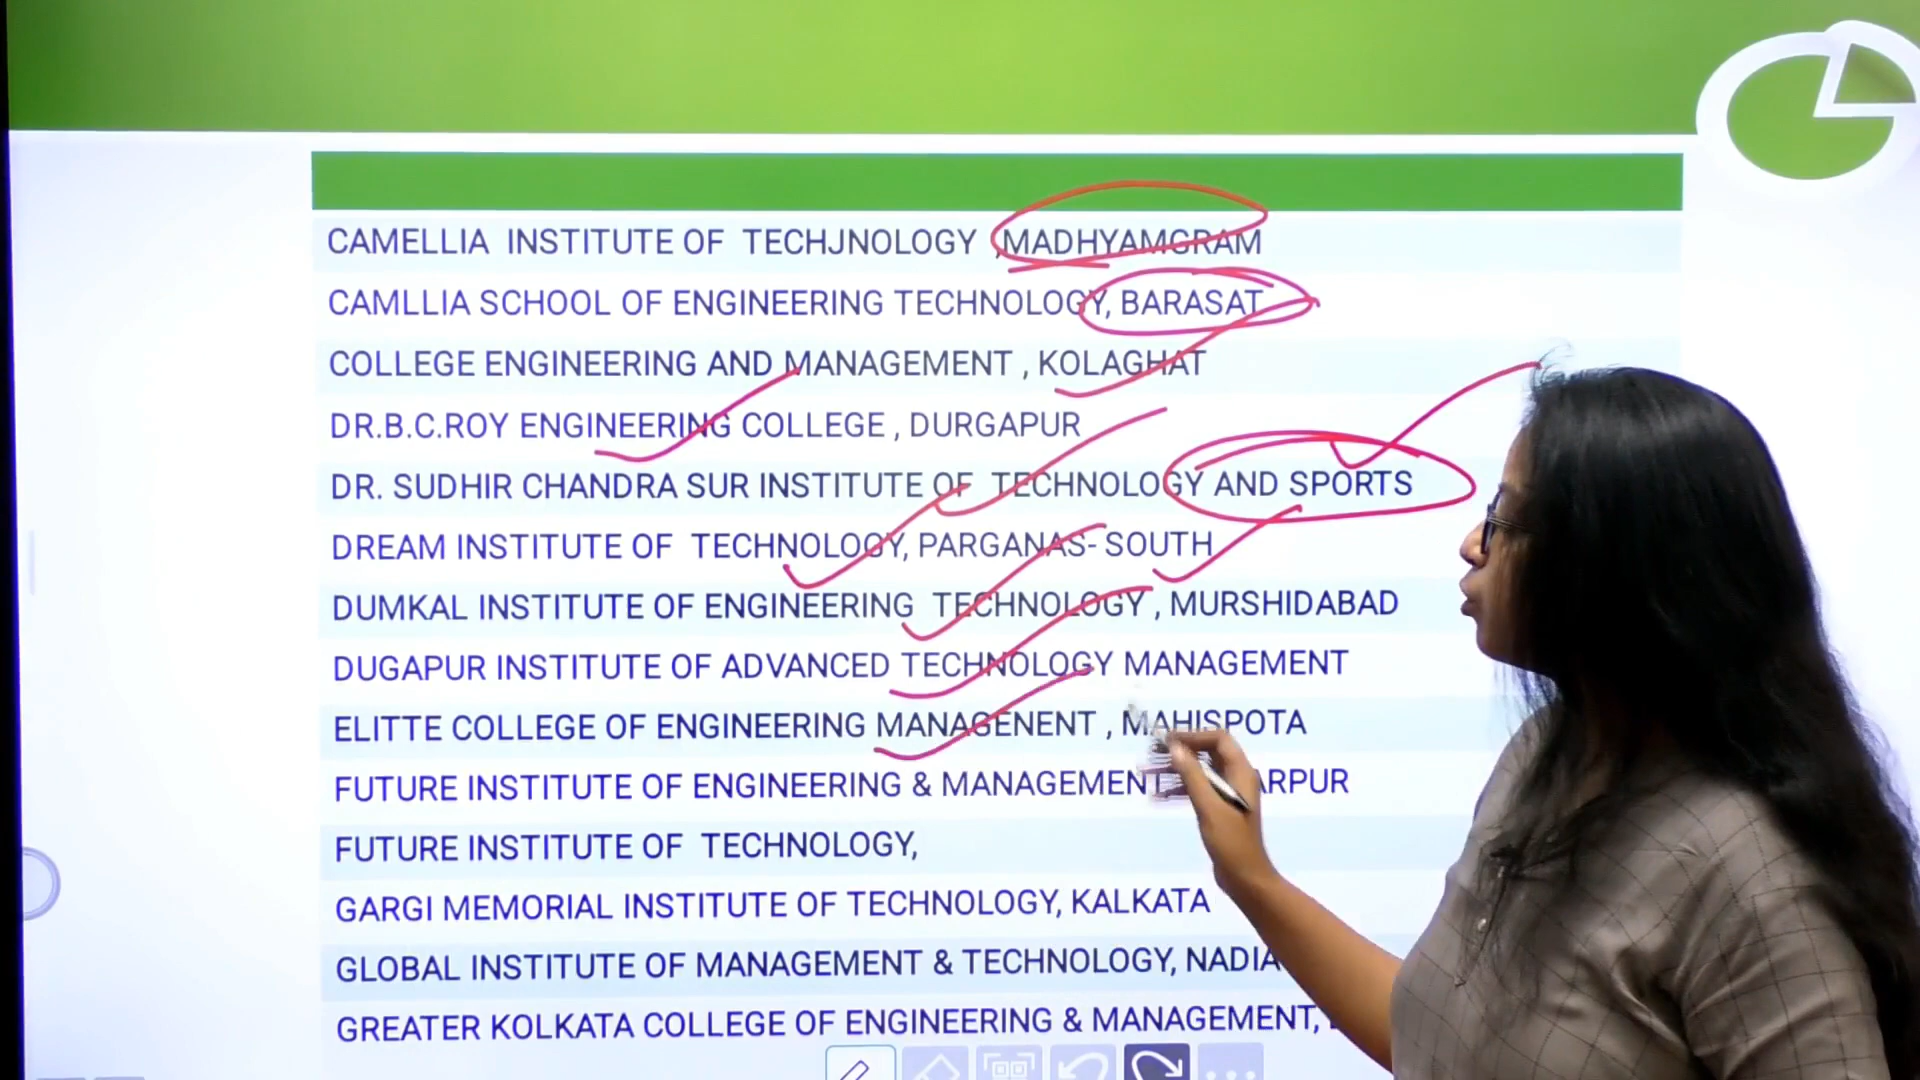 CAMELLIA INSTITUTE OF TECHJNOLOGY ,MADHYAMGRAM
CAMLLIA SCHOOL OF ENGINEERING TECHNOLOGY, BARASAT
COLLEGE ENGINEERING AND MANAGEMENT , KOLAGHAT
DR.B.C.ROY ENGINEERING COLLEGE , DURGAPUR
DR. SUDHIR CHANDRA SUR INSTITUTE OF TECHNOLOGY AND SPORTS
DREAM INSTITUTE OF TECHNOLOGY, PARGANAS- SOUTH
DUMKAL INSTITUTE OF ENGINEERING TECHNOLOGY , MURSHIDABAD
DUGAPUR INSTITUTE OF ADVANCED TECHNOLOGY MANAGEMENT
ELITTE COLLEGE OF ENGINEERING MANAGENENT , MAHISPOTA
FUTURE INSTITUTE OF ENGINEERING & MANAGEMENT
FUTURE INSTITUTE OF TECHNOLOGY,
GARGI MEMORIAL INSTITUTE OF TECHNOLOGY, KALKATA
GLOBAL INSTITUTE OF MANAGEMENT & TECHNOLOGY, NADIA
GREATER KOLKATA COLLEGE OF ENGINEERING & MANAGEMENT,